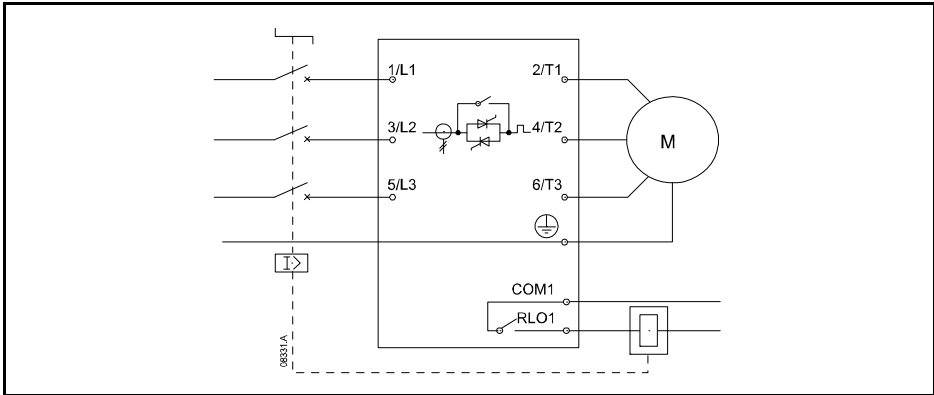 1/L1
2/T1
3/L2
4/T2
M
5/L3
6/T3
I>
COM1
RLO1
08331.A